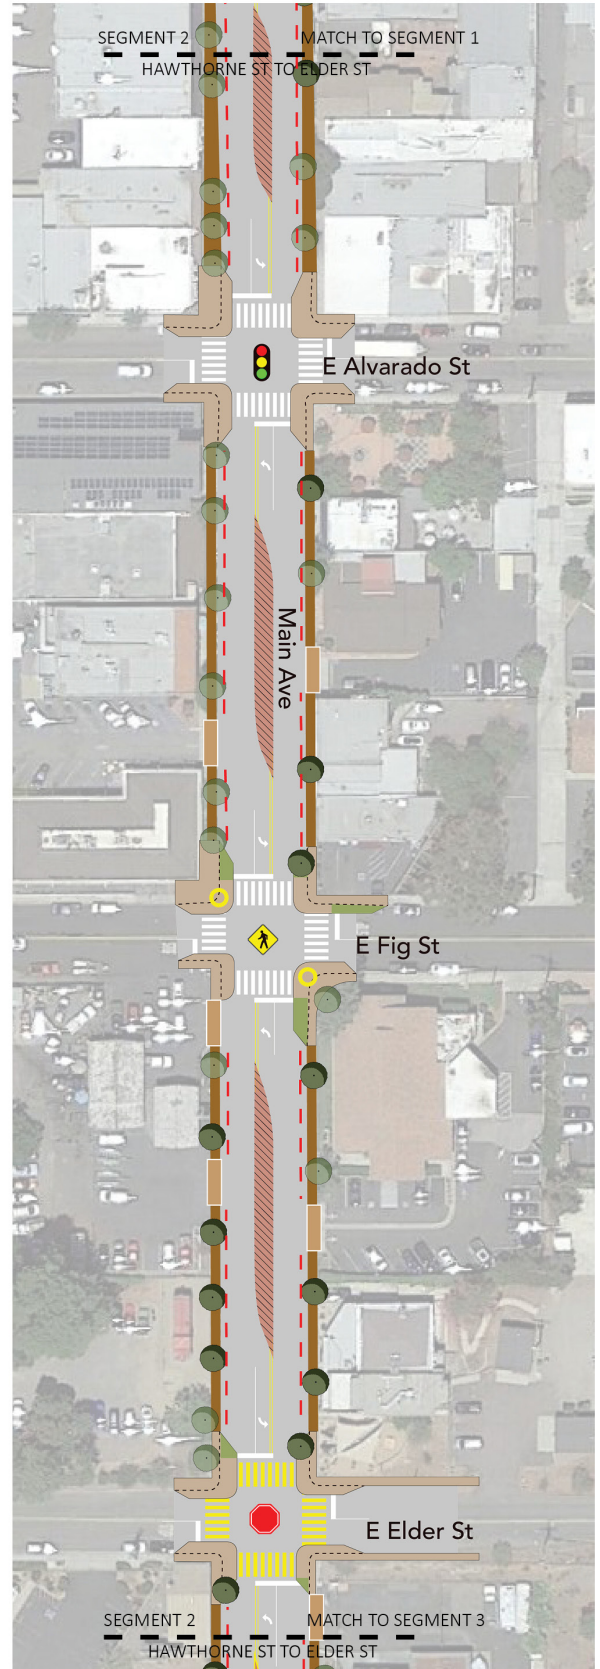 SEGMENT 2 MATCH TO SEGMENT 1
HAWTHORNE ST TO ELDER ST
E Alvarado St
Main Ave
E Fig St
E Elder St
SEGMENT 2 MATCH TO SEGMENT 3
HAWTHORNE ST TO ELDER ST